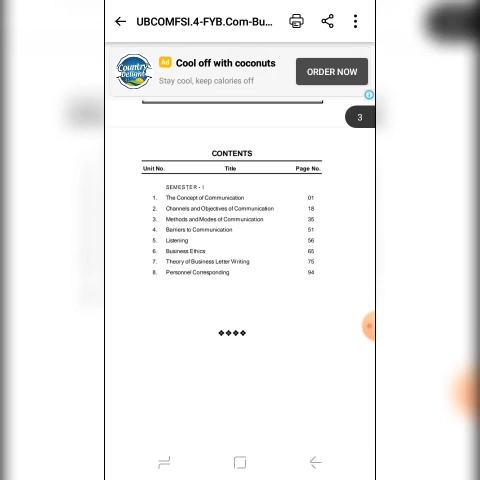 UBCOMFSI.4-FYB.Com-Bu...
Ad Cool off with coconuts
Stay cool, keep calories off
ORDER NOW
Country Delight
3
CONTENTS
Unit No. Title Page No.
SEMESTER - I
1. The Concept of Communication 01
2. Channels and Objectives of Communication 18
3. Methods and Modes of Communication 35
4. Barriers to Communication 51
5. Listening 56
6. Business Ethics 65
7. Theory of Business Letter Writing 75
8. Personnel Corresponding 94